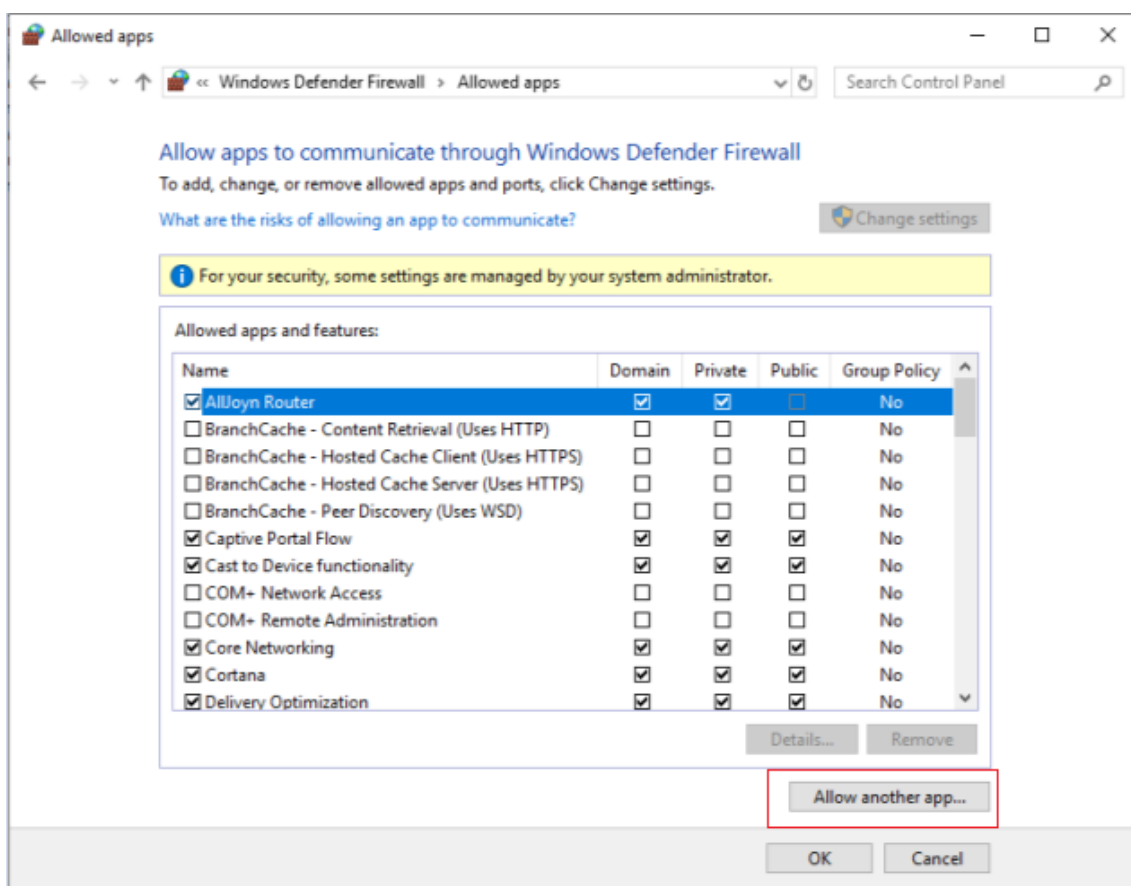 Allowed apps
« Windows Defender Firewall > Allowed apps
Search Control Panel
Allow apps to communicate through Windows Defender Firewall
To add, change, or remove allowed apps and ports, click Change settings.
What are the risks of allowing an app to communicate?
Change settings
For your security, some settings are managed by your system administrator.
Allowed apps and features:
Name Domain Private Public Group Policy
AllJoyn Router No
BranchCache - Content Retrieval (Uses HTTP) No
BranchCache - Hosted Cache Client (Uses HTTPS) No
BranchCache - Hosted Cache Server (Uses HTTPS) No
BranchCache - Peer Discovery (Uses WSD) No
Captive Portal Flow No
Cast to Device functionality No
COM+ Network Access No
COM+ Remote Administration No
Core Networking No
Cortana No
Delivery Optimization No
Details... Remove
Allow another app...
OK Cancel